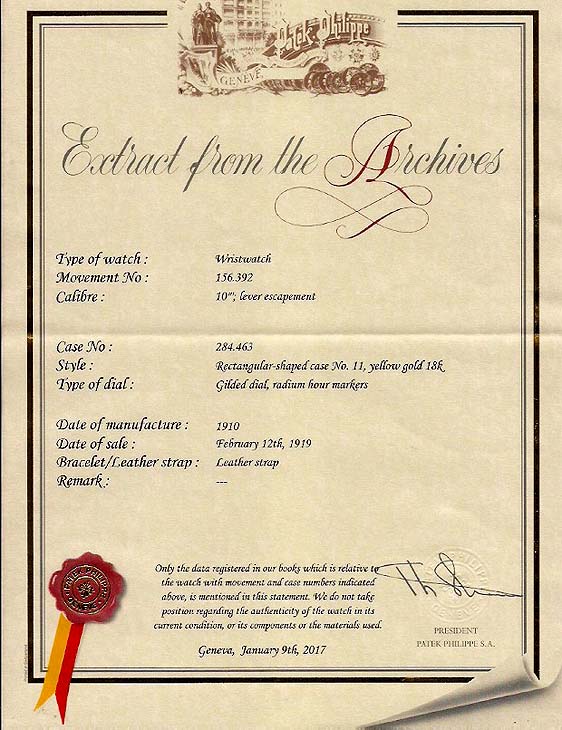 Patek Philippe
GENÈVE
Extract from the Archives
Type of watch : Wristwatch
Movement No : 156.392
Calibre : 10'''; lever escapement
Case No : 284.463
Style : Rectangular-shaped case No. 11, yellow gold 18k
Type of dial : Gilded dial, radium hour markers
Date of manufacture : 1910
Date of sale : February 12th, 1919
Bracelet/Leather strap : Leather strap
Remark : ---
Only the data registered in our books which is relative to
the watch with movement and case numbers indicated
above, is mentioned in this statement. We do not take
position regarding the authenticity of the watch in its
current condition, or its components or the materials used.
Geneva, January 9th, 2017
PRESIDENT
PATEK PHILIPPE S.A.
PATEK PHILIPPE
GENEVE